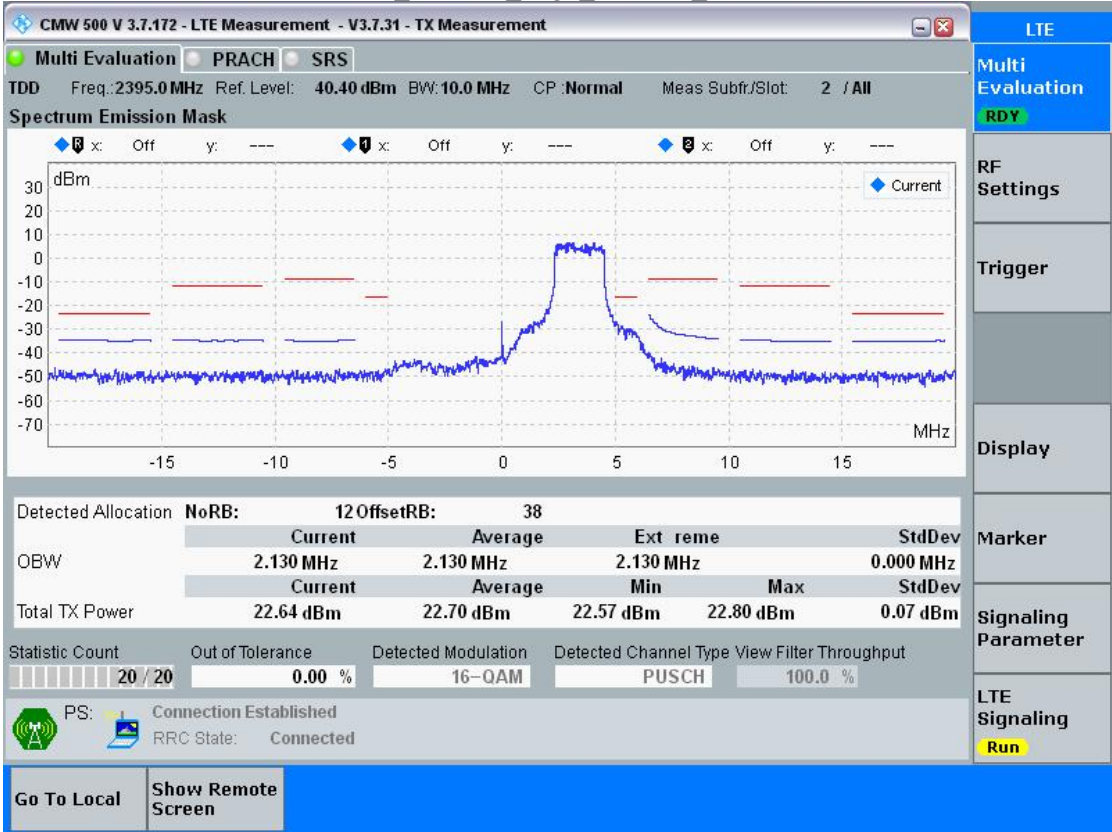 CMW 500 V 3.7.172 - LTE Measurement - V3.7.31 - TX Measurement
LTE
Multi Evaluation PRACH SRS
TDD Freq.:2395.0 MHz Ref. Level: 40.40 dBm BW:10.0 MHz CP :Normal Meas Subfr./Slot: 2 / All
Spectrum Emission Mask
R x: Off y: --- 1 x: Off y: --- 2 x: Off y: ---
dBm
Current
30
20
10
0
-10
-20
-30
-40
-50
-60
-70
MHz
-15 -10 -5 0 5 10 15
Detected Allocation NoRB: 12 OffsetRB: 38
Current Average Ext reme StdDev
OBW 2.130 MHz 2.130 MHz 2.130 MHz 0.000 MHz
Current Average Min Max StdDev
Total TX Power 22.64 dBm 22.70 dBm 22.57 dBm 22.80 dBm 0.07 dBm
Statistic Count Out of Tolerance Detected Modulation Detected Channel Type View Filter Throughput
20 / 20 0.00 % 16-QAM PUSCH 100.0 %
PS: Connection Established
RRC State: Connected
Multi
Evaluation
RDY
RF
Settings
Trigger
Display
Marker
Signaling
Parameter
LTE
Signaling
Run
Go To Local
Show Remote
Screen